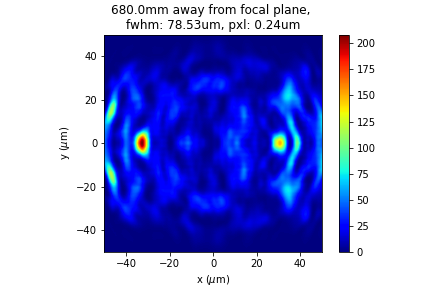 680.0mm away from focal plane,
fwhm: 78.53um, pxl: 0.24um
40
20
0
−20
−40
y (μm)
−40 −20 0 20 40
x (μm)
200
175
150
125
100
75
50
25
0